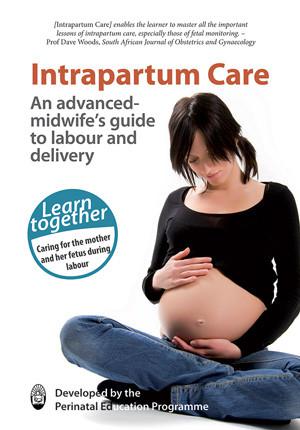 [Intrapartum Care] enables the learner to master all the important
lessons of intrapartum care, especially those of fetal monitoring. –
Prof Dave Woods, South African Journal of Obstetrics and Gynaecology
Intrapartum Care
An advanced-
midwife's guide
to labour and
delivery
Learn
together
Caring for the mother
and her fetus during
labour
Developed by the
Perinatal Education Programme